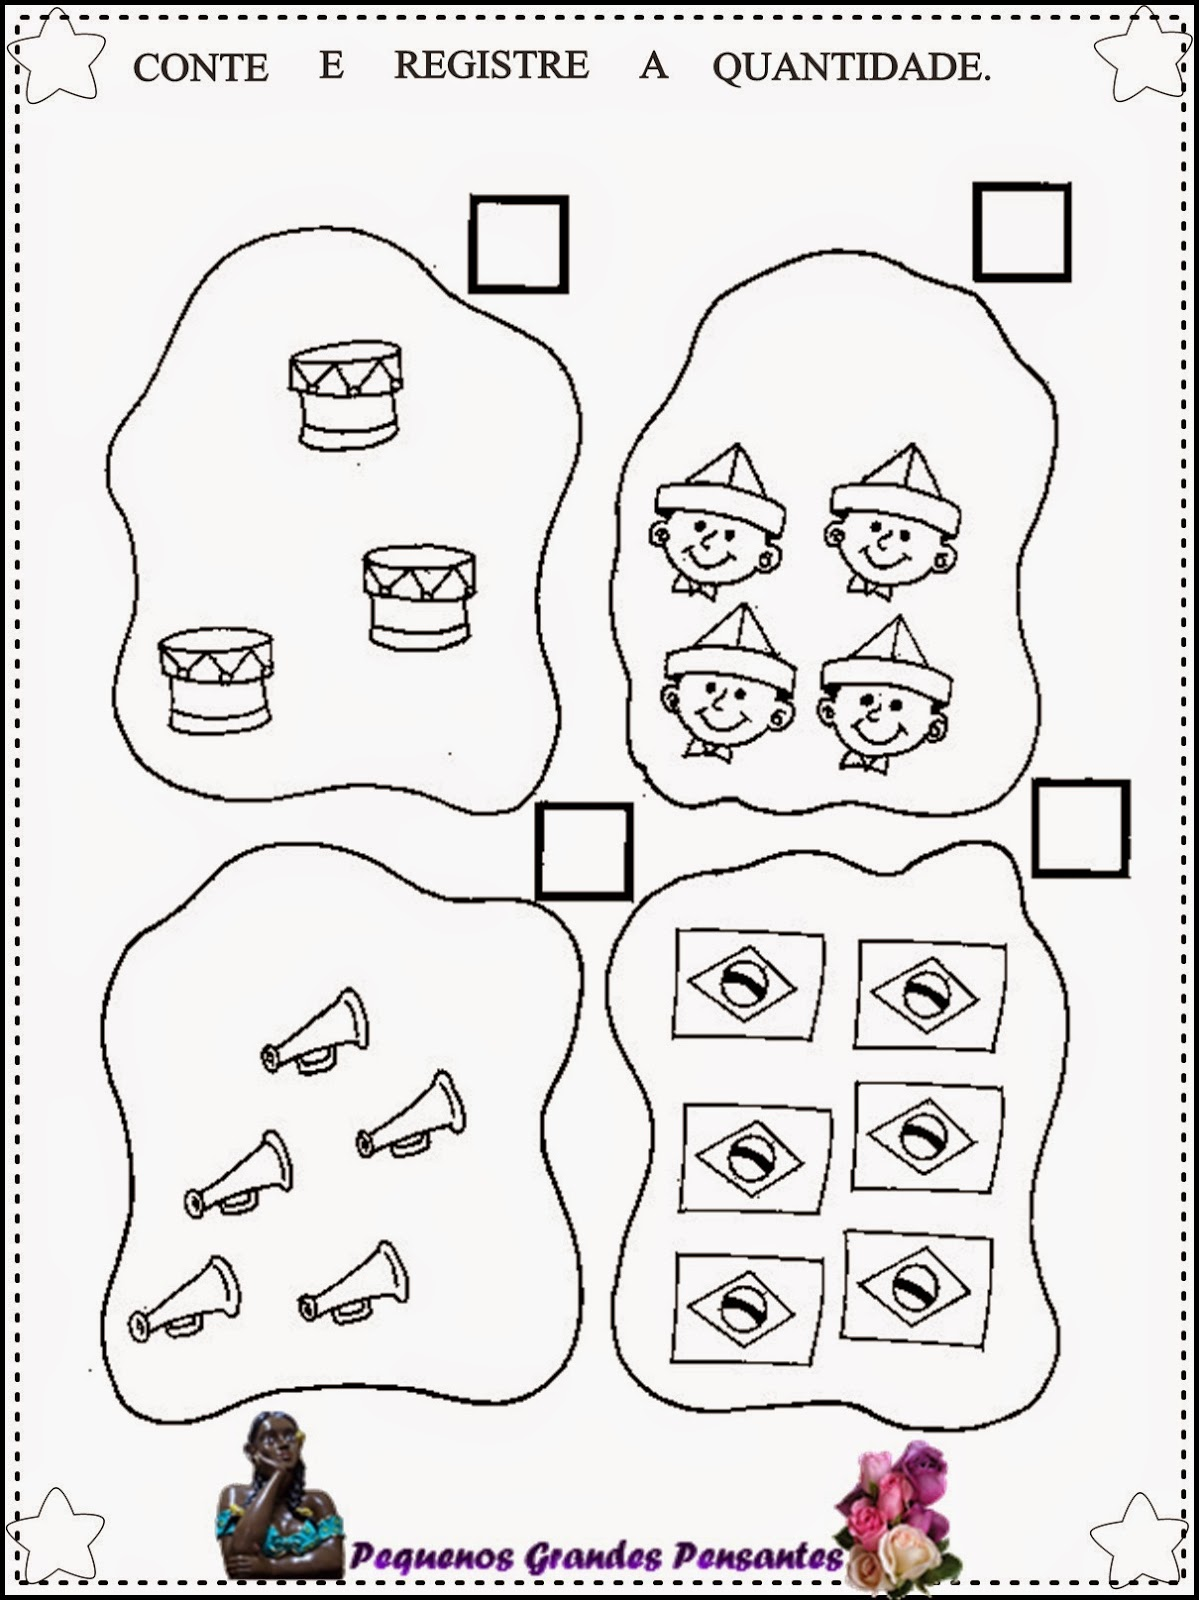 CONTE E REGISTRE A QUANTIDADE.
Pequenos Grandes Pensantes